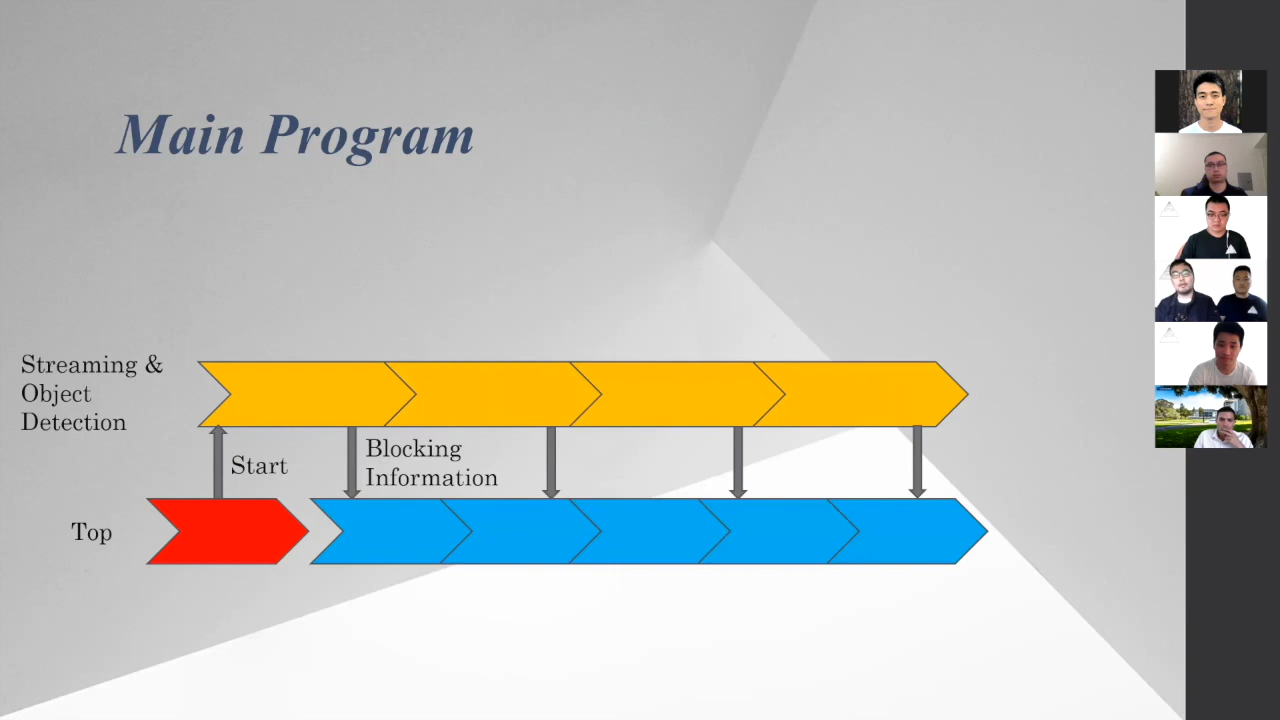 Main Program
Streaming &
Object
Detection
Start
Blocking
Information
Top